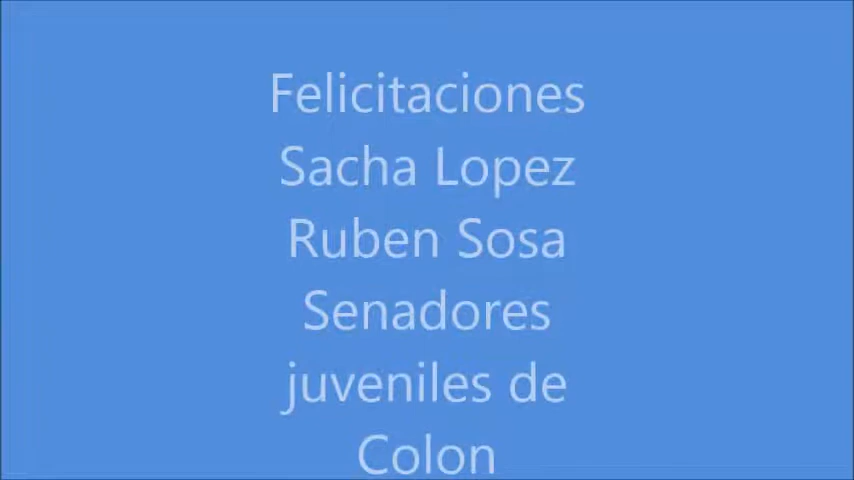 Felicitaciones
Sacha Lopez
Ruben Sosa
Senadores
juveniles de
Colon